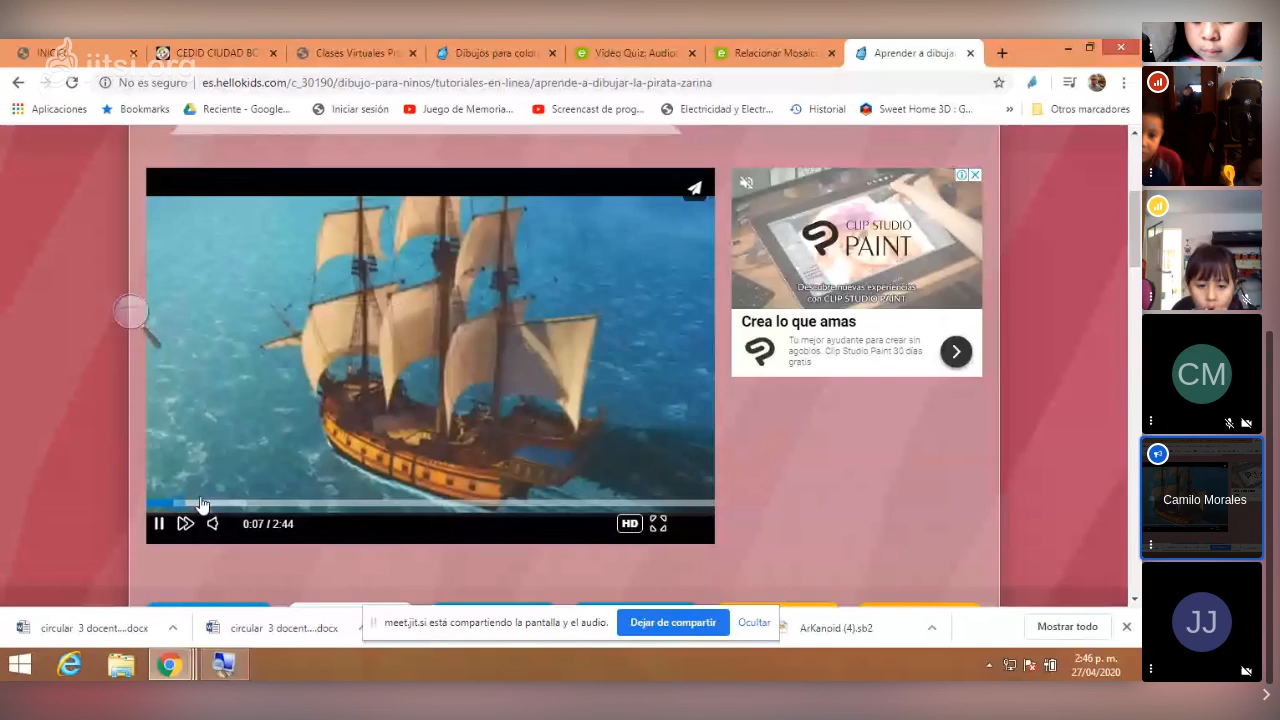 jitsi.org
INICI
CEDID CIUDAD BO
Clases Virtuales Pr
Dibujos para color
Video Quiz: Audio
Relacionar Mosaic
Aprender a dibuja
No es seguro
es.hellokids.com/c_30190/dibujo-para-ninos/tutoriales-en-linea/aprende-a-dibujar-la-pirata-zarina
Aplicaciones
Bookmarks
Reciente - Google...
Iniciar sesión
Juego de Memoria...
Screencast de prog...
Electricidad y Electr...
Historial
Sweet Home 3D : G...
»
Otros marcadores
CLIP STUDIO
PAINT
Descubre nuevas experiencias
con CLIP STUDIO PAINT
Crea lo que amas
Tu mejor ayudante para crear sin
agobios. Clip Studio Paint 30 días
gratis
0:07 / 2:44
HD
CM
Camilo Morales
JJ
circular 3 docent....docx
circular 3 docent....docx
meet.jit.si está compartiendo la pantalla y el audio.
Dejar de compartir
Ocultar
ArKanoid (4).sb2
Mostrar todo
2:46 p. m.
27/04/2020